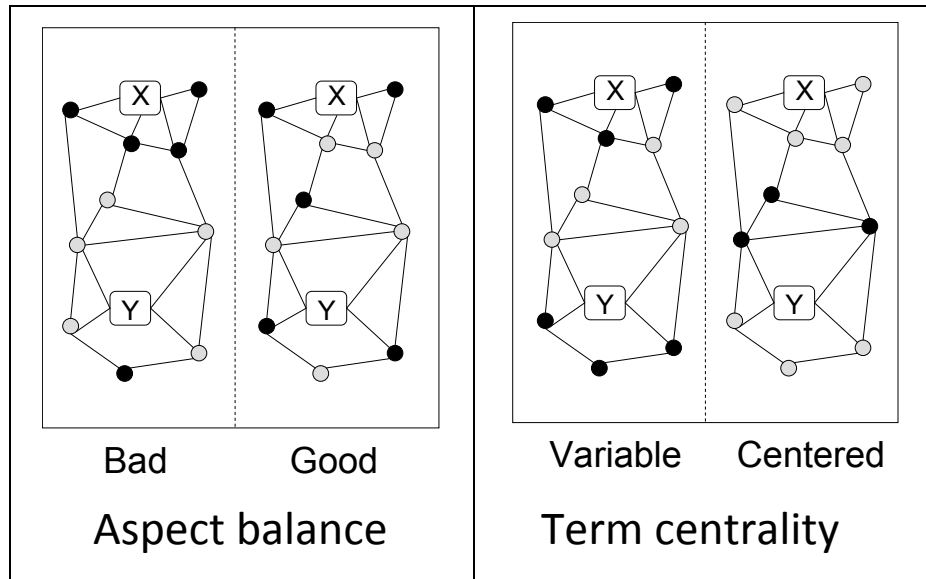 X X
Y Y
Bad Good
Aspect balance
X X
Y Y
Variable Centered
Term centrality